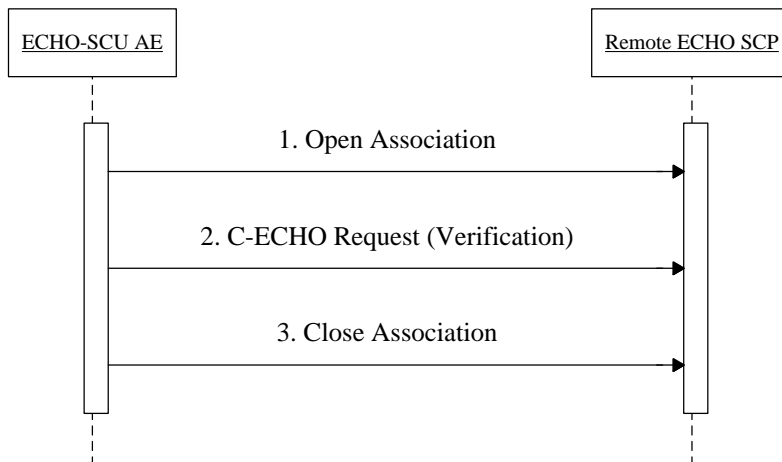 ECHO-SCU AE
Remote ECHO SCP
1. Open Association
2. C-ECHO Request (Verification)
3. Close Association